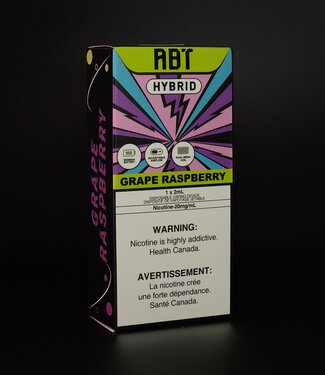 ABT
HYBRID
GRAPE RASPBERRY
1 x 2mL
Nicotine-20mg/mL
WARNING:
Nicotine is highly addictive.
Health Canada.
AVERTISSEMENT:
La nicotine crée
une forte dépendance.
Santé Canada.
GRAPE
RASPBERRY